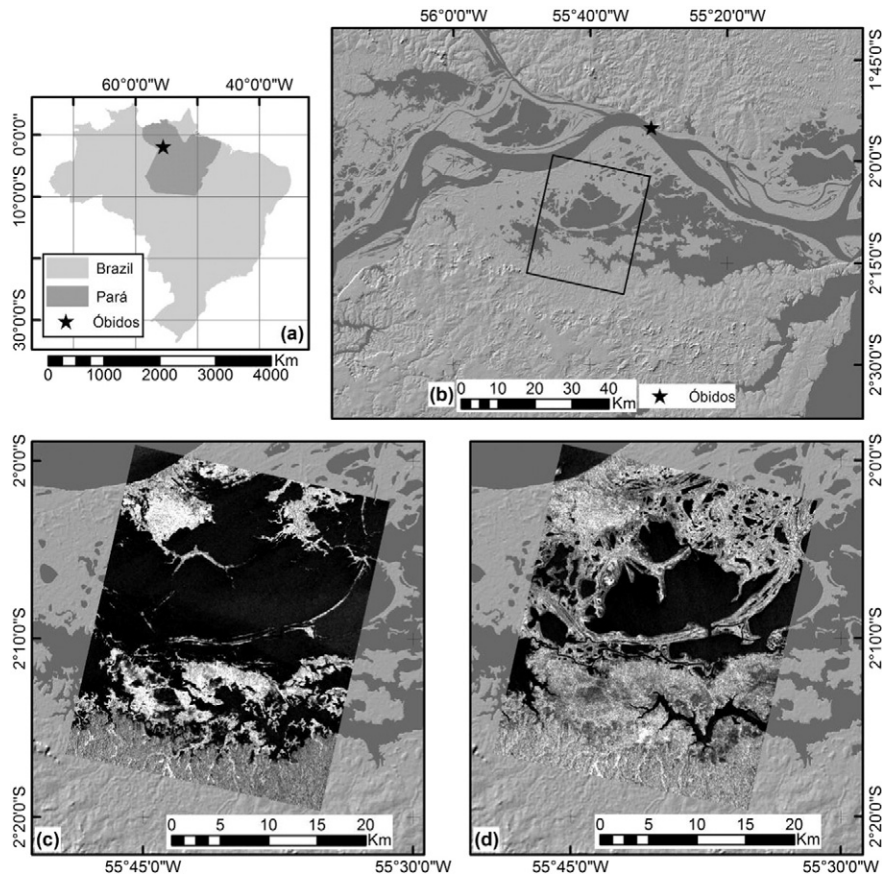 60°0'0"W 40°0'0"W
0°0'0"
10°0'0"S
30°0'0"S
Brazil
Pará
Óbidos
(a)
Km
0 1000 2000 3000 4000
56°0'0"W 55°40'0"W 55°20'0"W
1°45'0"S
2°0'0"S
2°15'0"S
2°30'0"S
(b)
0 10 20 30 40
Km
Óbidos
2°0'0"S
2°10'0"S
2°20'0"S
(c)
0 5 10 15 20
Km
55°45'0"W 55°30'0"W
2°0'0"S
2°10'0"S
2°20'0"S
(d)
0 5 10 15 20
Km
55°45'0"W 55°30'0"W